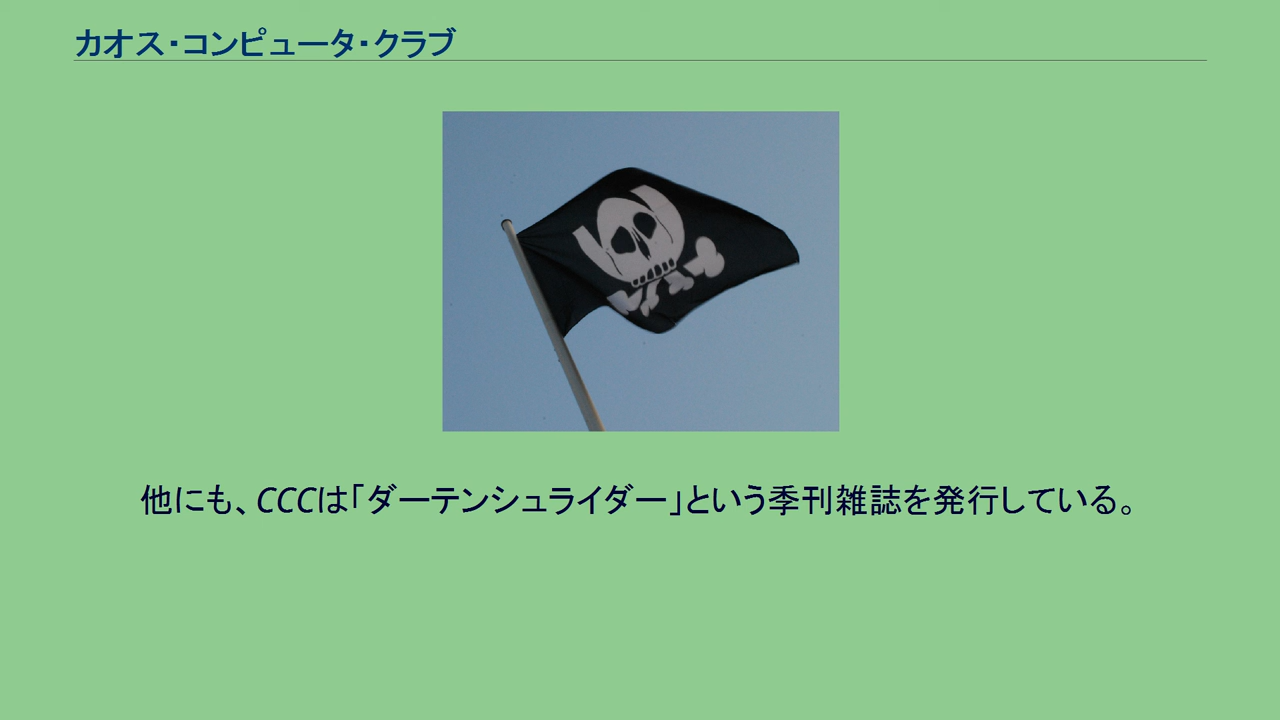 カオス・コンピュータ・クラブ
他にも、CCCは「ダーテンシュライダー」という季刊雑誌を発行している。